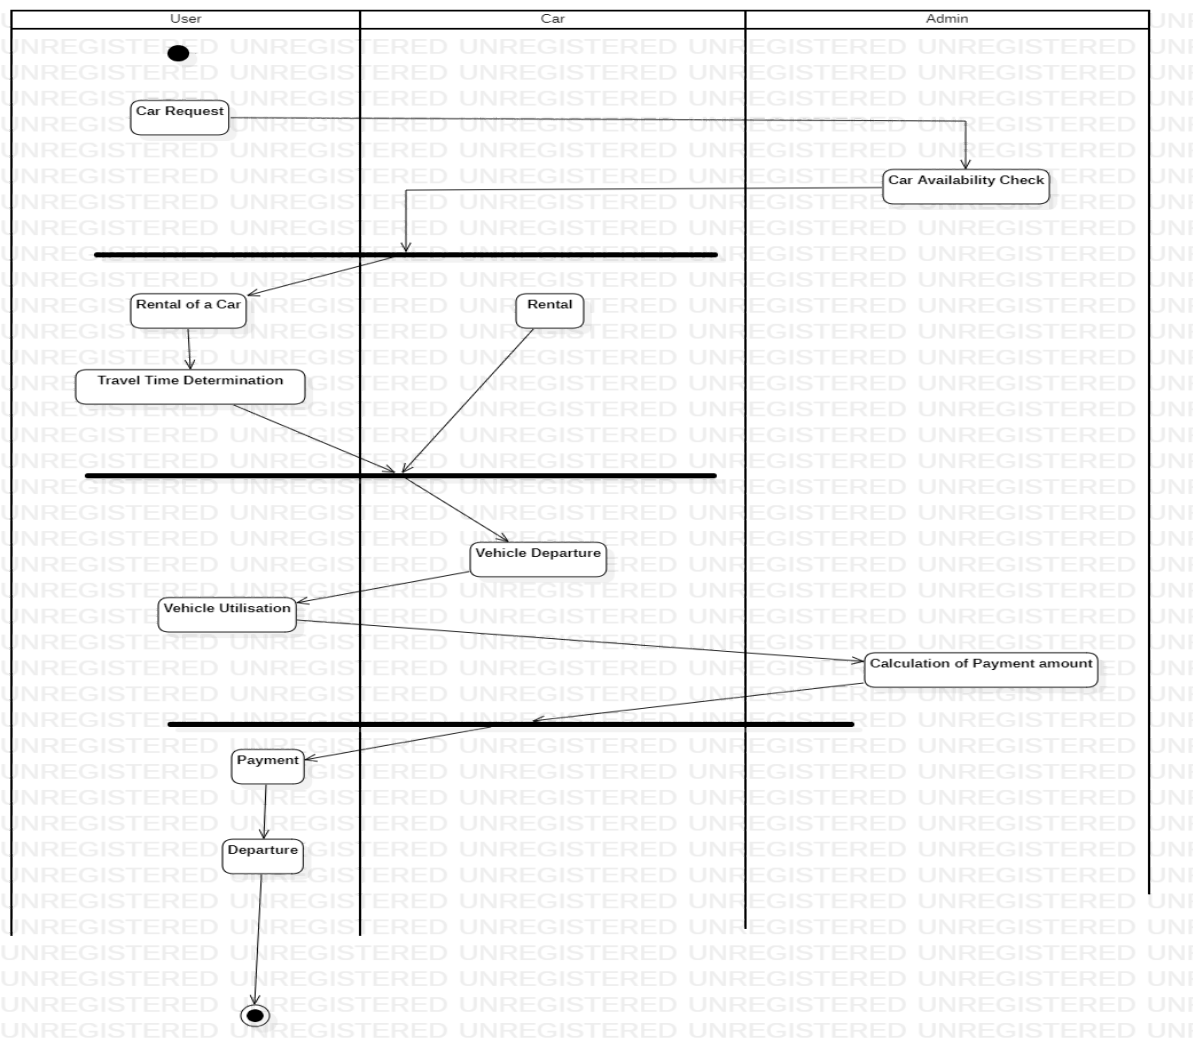 User
Car
Admin
Car Request
Car Availability Check
Rental of a Car
Rental
Travel Time Determination
Vehicle Departure
Vehicle Utilisation
Calculation of Payment amount
Payment
Departure
UNREGISTERED